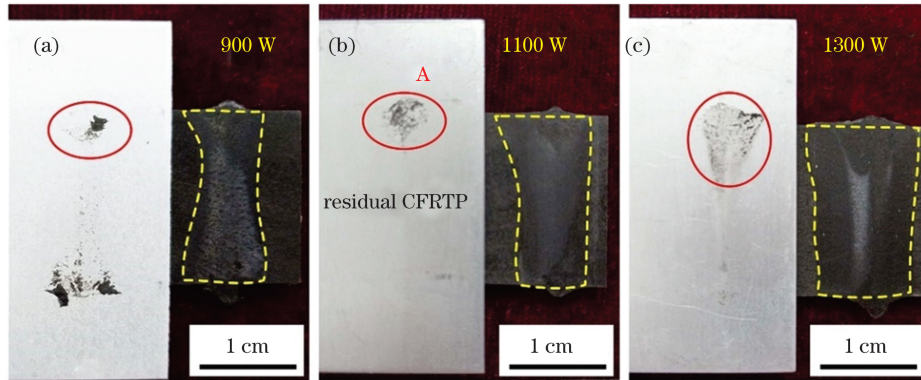 (a)
900 W
1 cm
(b)
1100 W
A
residual CFRTP
1 cm
(c)
1300 W
1 cm